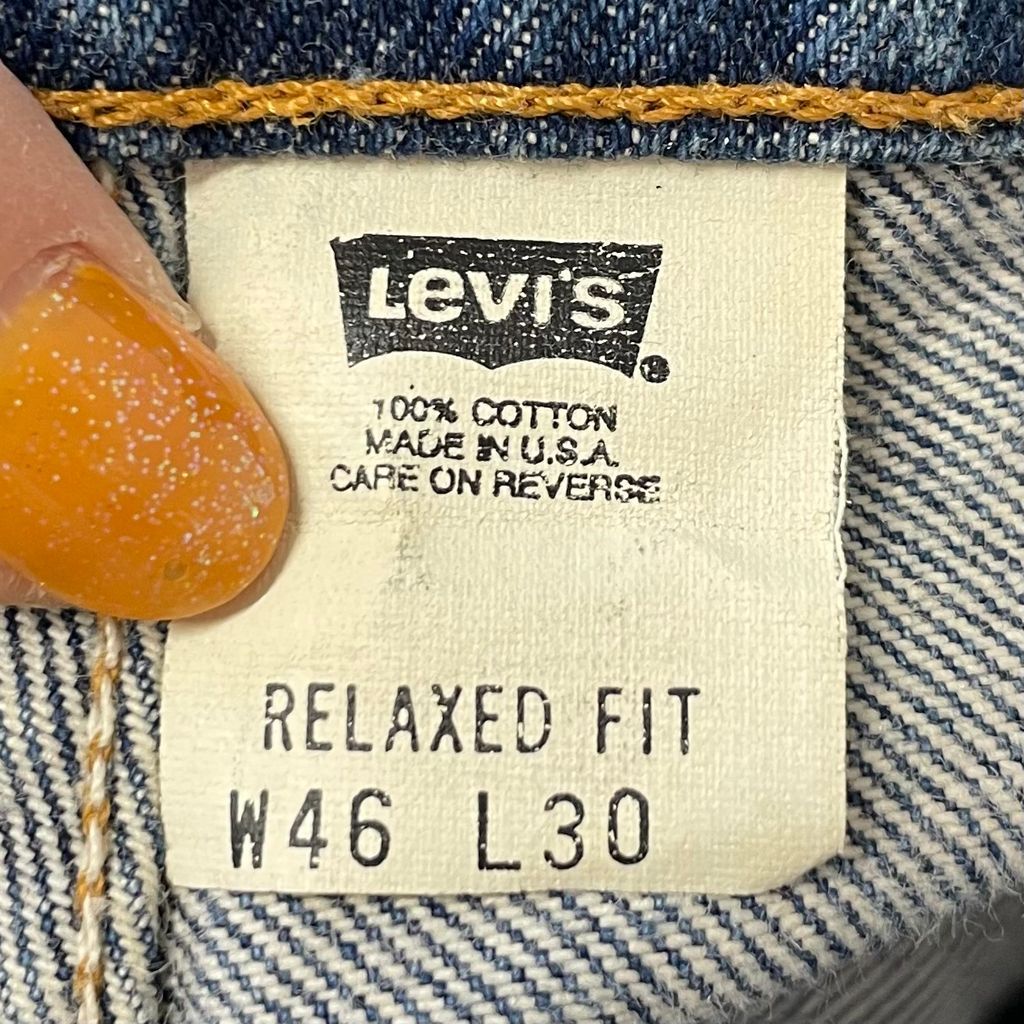 Levi's®
100% COTTON
MADE IN U.S.A.
CARE ON REVERSE
RELAXED FIT
W46 L30